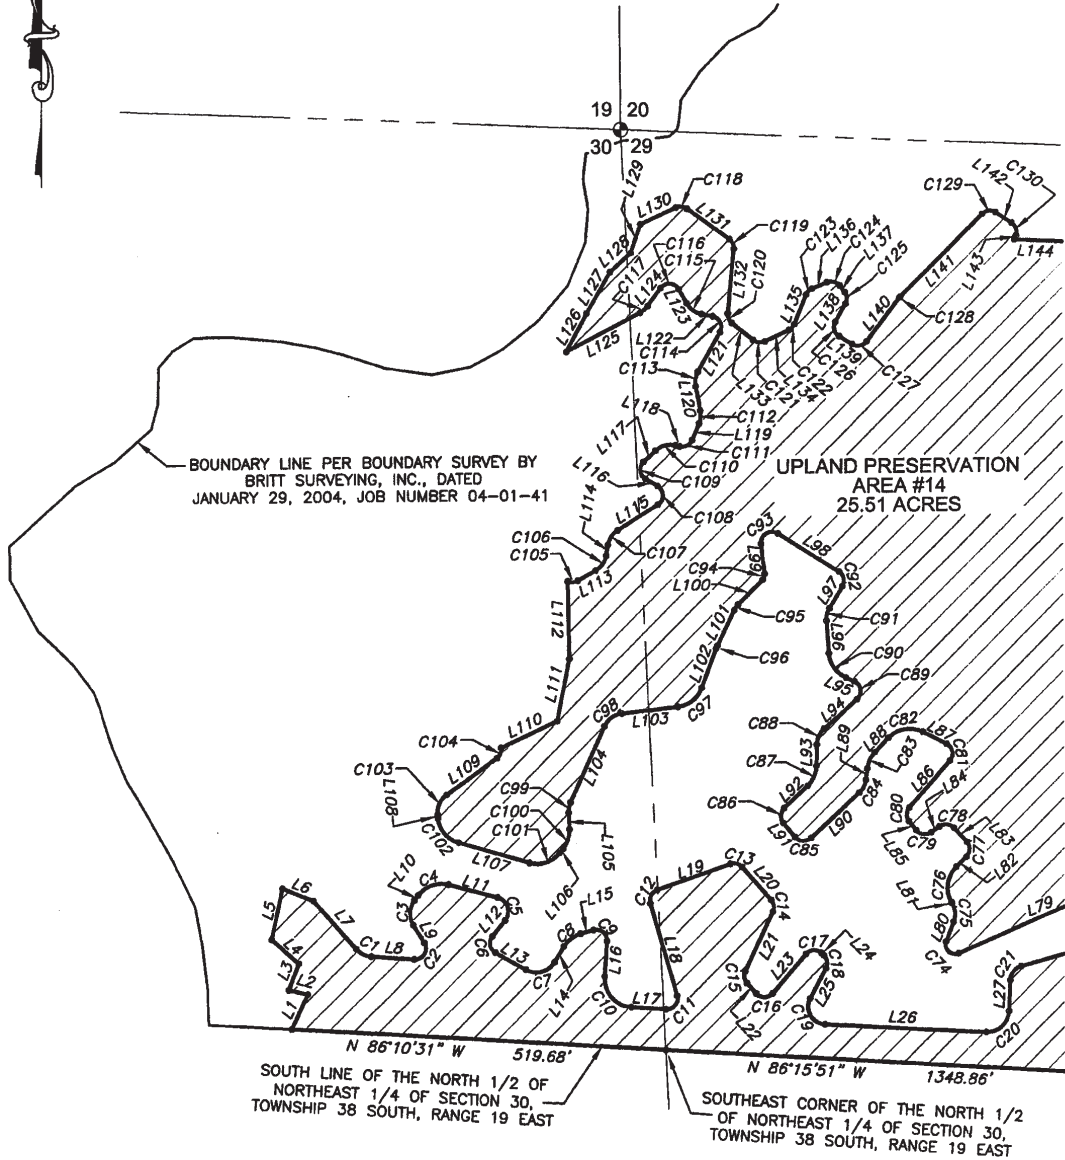 19 20
30 29
L129
C118
L130
L131
C119
C129
L142
C130
L143
L144
L128
C117
L124
C116
C115
L127
L132
C120
C123
L136
C124
L137
C125
L141
L126
L125
L123
L122
C114
C113
L121
L135
L138
L140
C128
L133
C121
L134
C122
L139
C126
C127
L120
C112
L118
L119
L117
C111
C110
C109
BOUNDARY LINE PER BOUNDARY SURVEY BY
BRITT SURVEYING, INC., DATED
JANUARY 29, 2004, JOB NUMBER 04-01-41
UPLAND PRESERVATION
AREA #14
25.51 ACRES
L116
L114
L115
C108
C106
C107
C105
L113
C93
L98
C94
L99
L100
C92
L97
L112
L101
C95
C91
L96
L102
C96
C90
C89
L95
L111
C98
L103
C97
L94
C88
L89
L88
C82
C83
L87
C81
L110
C104
L109
C103
L108
L104
L93
C87
L92
C86
C84
L86
L84
C99
C100
C101
C102
L107
L106
L105
L91
C85
L90
C80
C78
C79
L85
L83
C77
L82
C76
L81
C75
L80
L79
C74
L10
C4
L11
C5
L15
C12
L19
C13
L20
C14
L5
L6
L7
C3
L12
L9
C6
L13
C8
C9
C1
L8
C2
C7
L14
L16
L18
L21
C17
L24
C18
L4
L3
L2
L1
C10
L17
C11
C15
C16
L23
L22
L25
C19
L26
C21
L27
C20
N 86°10'31" W 519.68'
N 86°15'51" W 1348.86'
SOUTH LINE OF THE NORTH 1/2 OF
NORTHEAST 1/4 OF SECTION 30,
TOWNSHIP 38 SOUTH, RANGE 19 EAST
SOUTHEAST CORNER OF THE NORTH 1/2
OF NORTHEAST 1/4 OF SECTION 30,
TOWNSHIP 38 SOUTH, RANGE 19 EAST